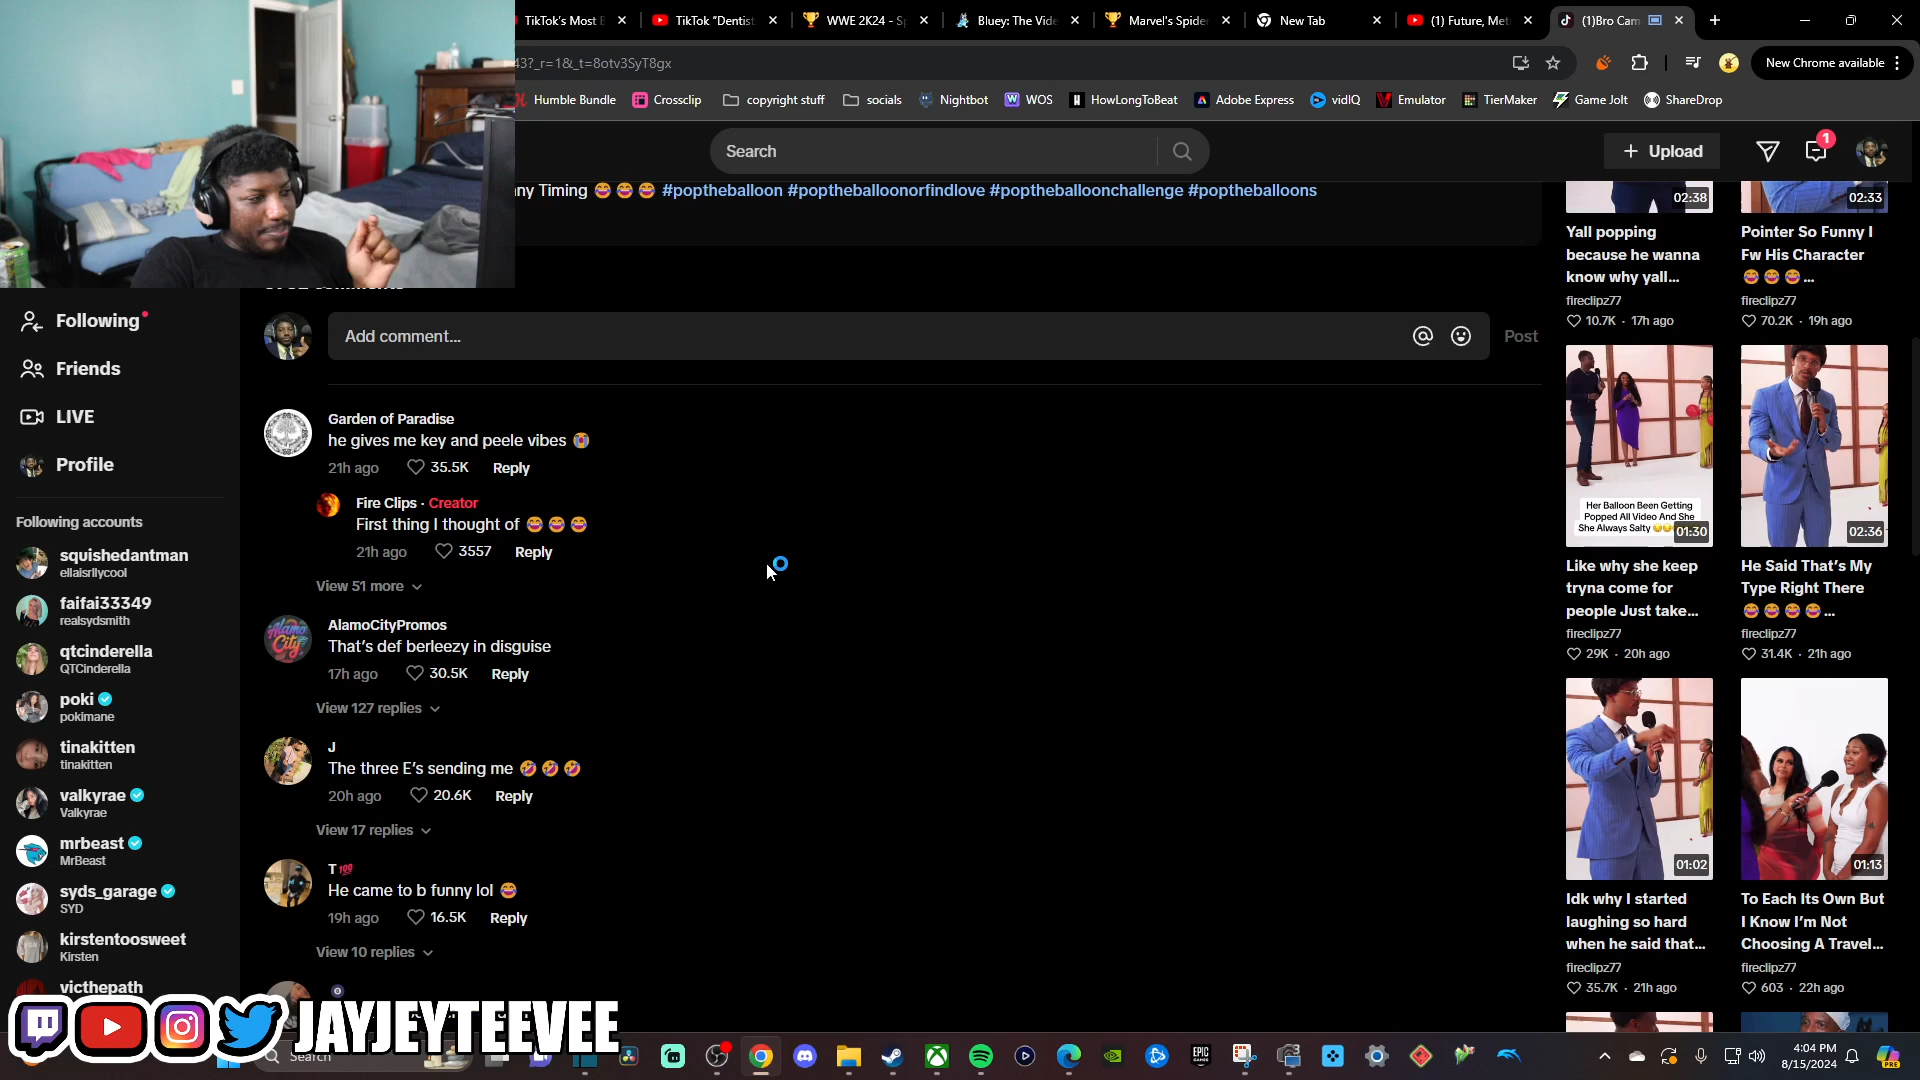 TikTok's Most B
TikTok "Dentist
WWE 2K24 - Sp
Bluey: The Vide
Marvel's Spider
New Tab
(1) Future, Met
(1)Bro Cam
43?_r=1&_t=8otv3SyT8gx
New Chrome available
Humble Bundle
Crossclip
copyright stuff
socials
Nightbot
WOS
HowLongToBeat
Adobe Express
vidIQ
Emulator
TierMaker
Game Jolt
ShareDrop
Search
Upload
1
ny Timing 😂 😂 😂 #poptheballoon #poptheballoonorfindlove #poptheballoonchallenge #poptheballoons
Following
Friends
LIVE
Profile
Following accounts
squishedantman
ellaisrllycool
faifai33349
realsydsmith
qtcinderella
QTCinderella
poki
pokimane
tinakitten
tinakitten
valkyrae
Valkyrae
mrbeast
MrBeast
syds_garage
SYD
kirstentoosweet
Kirsten
victhepath
Add comment...
Post
Garden of Paradise
he gives me key and peele vibes 😭
21h ago 35.5K Reply
Fire Clips · Creator
First thing I thought of 😂 😂 😂
21h ago 3557 Reply
View 51 more
Alamo City
AlamoCityPromos
That's def berleezy in disguise
17h ago 30.5K Reply
View 127 replies
J
The three E's sending me 🤣 🤣 🤣
20h ago 20.6K Reply
View 17 replies
T 💯
He came to b funny lol 😂
19h ago 16.5K Reply
View 10 replies
02:38
Yall popping
because he wanna
know why yall...
fireclipz77
10.7K · 17h ago
02:33
Pointer So Funny I
Fw His Character
😂 😂 😂 ...
fireclipz77
70.2K · 19h ago
Her Balloon Been Getting
Popped All Video And She
She Always Salty
01:30
Like why she keep
tryna come for
people Just take...
fireclipz77
29K · 20h ago
02:36
He Said That's My
Type Right There
😂 😂 😂 😂 ...
fireclipz77
31.4K · 21h ago
01:02
Idk why I started
laughing so hard
when he said that...
fireclipz77
35.7K · 21h ago
01:13
To Each Its Own But
I Know I'm Not
Choosing A Travel...
fireclipz77
603 · 22h ago
JAYJEYTEEVEE
Search
EPIC
GAMES
4:04 PM
8/15/2024
PRE